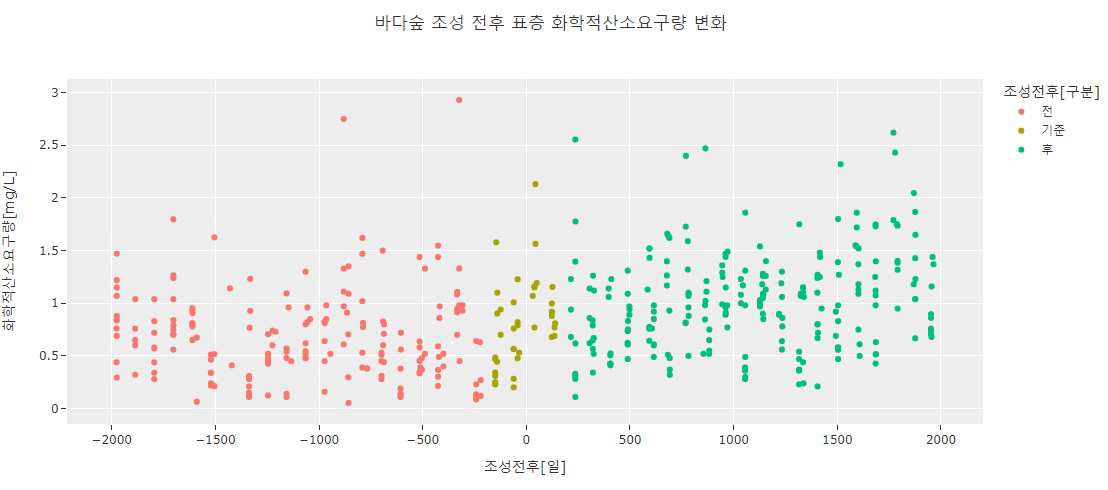 바다숲 조성 전후 표층 화학적산소요구량 변화
조성전후[구분]
전
기준
후
화학적산소요구량[mg/L]
3
2.5
2
1.5
1
0.5
0
−2000 −1500 −1000 −500 0 500 1000 1500 2000
조성전후[일]